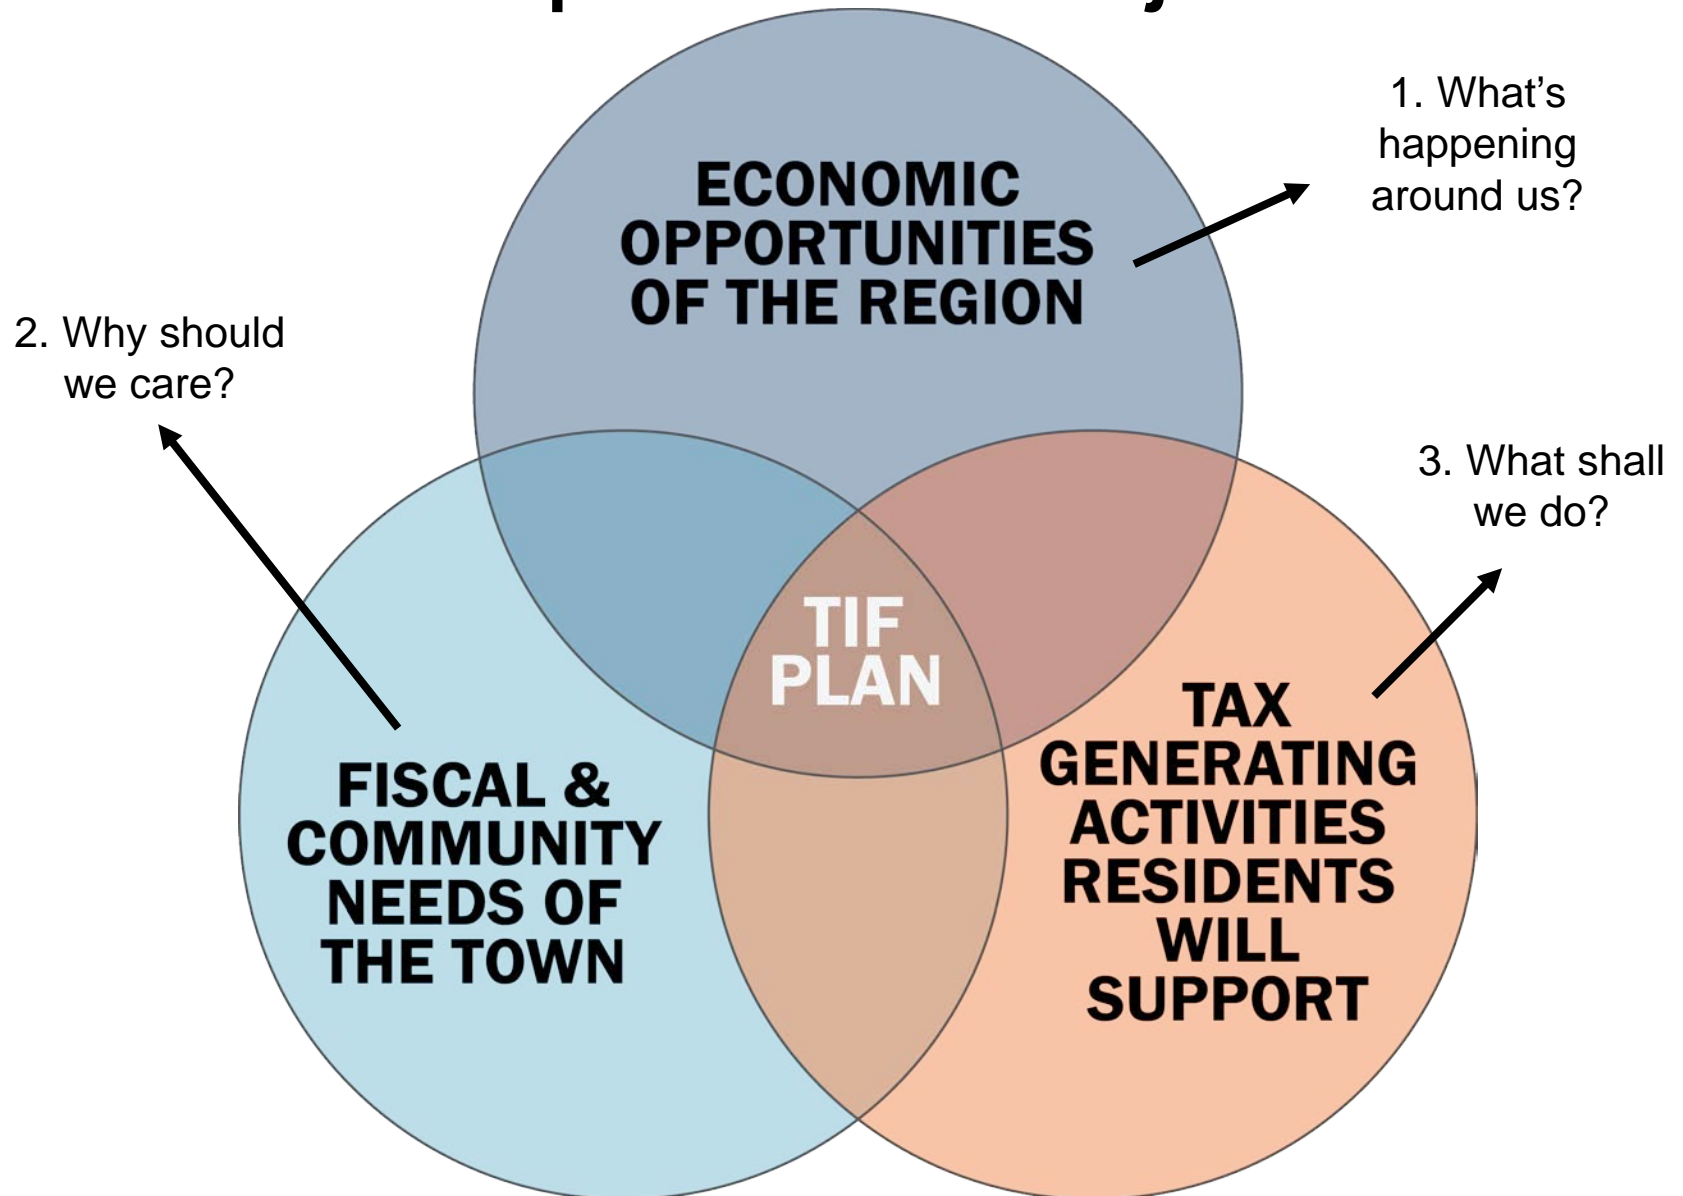 1. What’s
happening
around us?
ECONOMIC
OPPORTUNITIES
OF THE REGION
2. Why should
we care?
3. What shall
we do?
TIF
PLAN
FISCAL &
COMMUNITY
NEEDS OF
THE TOWN
TAX
GENERATING
ACTIVITIES
RESIDENTS
WILL
SUPPORT